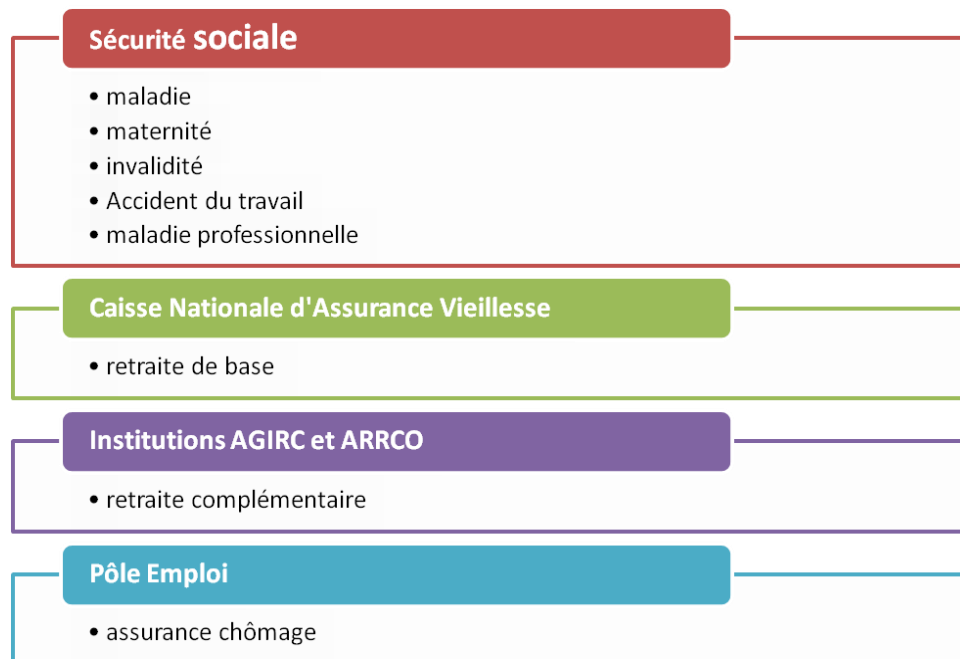 Sécurité sociale
• maladie
• maternité
• invalidité
• Accident du travail
• maladie professionnelle
Caisse Nationale d'Assurance Vieillesse
• retraite de base
Institutions AGIRC et ARRCO
• retraite complémentaire
Pôle Emploi
• assurance chômage